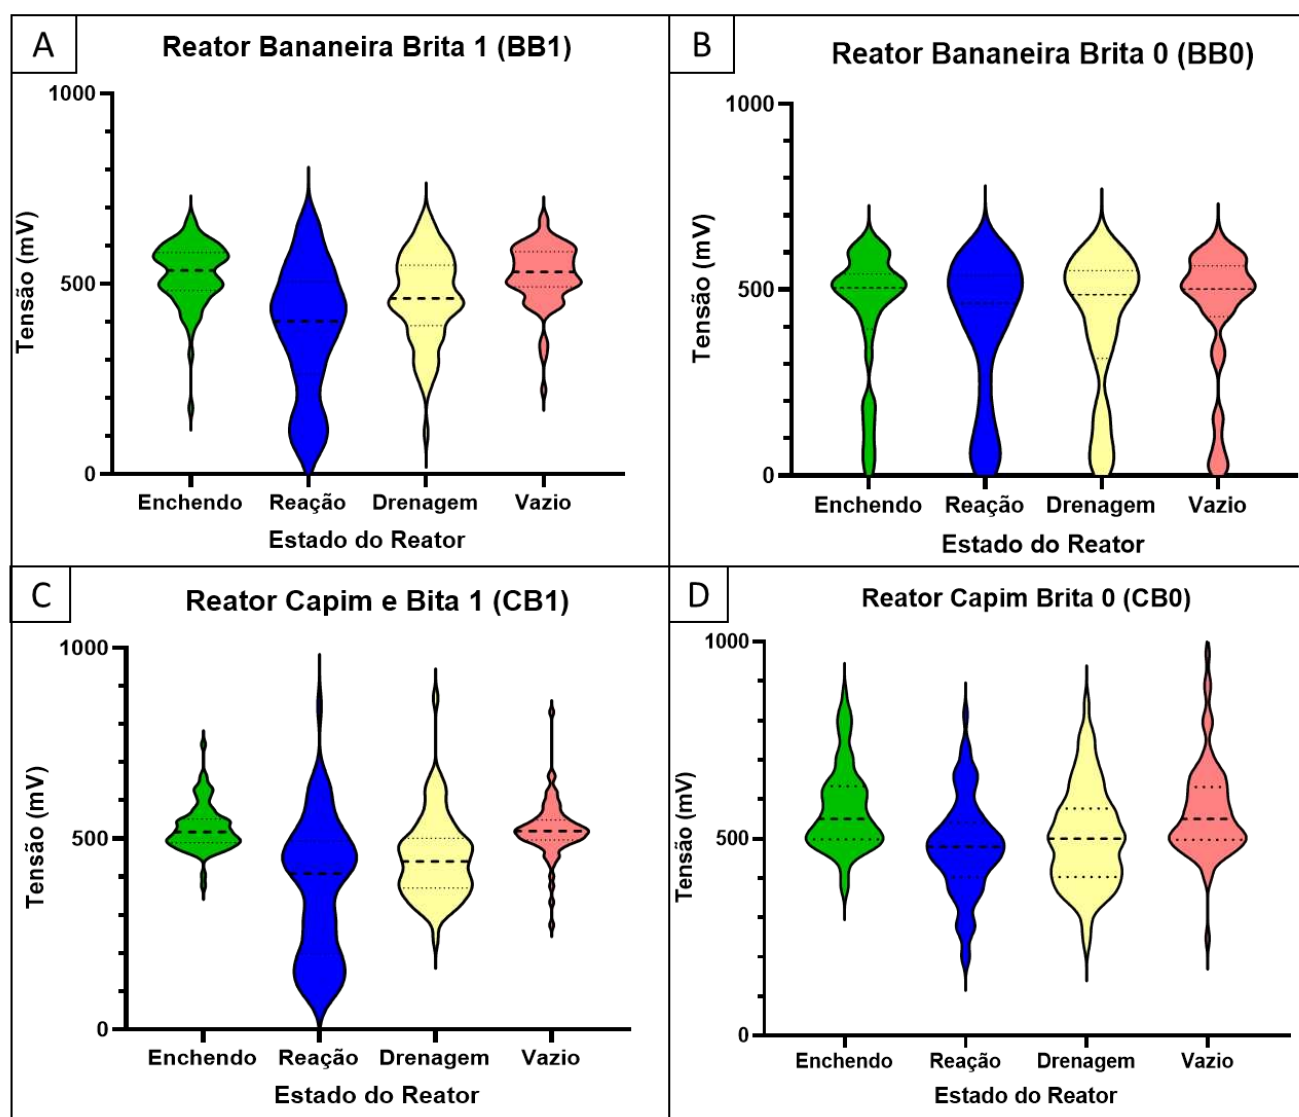 A
Reator Bananeira Brita 1 (BB1)
1000
500
0
Tensão (mV)
Enchendo Reação Drenagem Vazio
Estado do Reator
B
Reator Bananeira Brita 0 (BB0)
1000
500
0
Tensão (mV)
Enchendo Reação Drenagem Vazio
Estado do Reator
C
Reator Capim e Bita 1 (CB1)
1000
500
0
Tensão (mV)
Enchendo Reação Drenagem Vazio
Estado do Reator
D
Reator Capim Brita 0 (CB0)
1000
500
0
Tensão (mV)
Enchendo Reação Drenagem Vazio
Estado do Reator